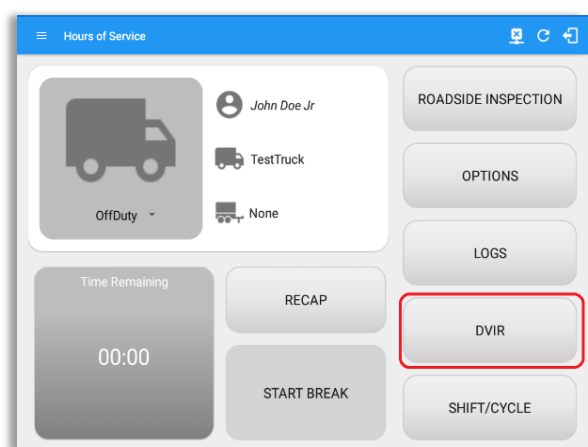 Hours of Service
John Doe Jr
TestTruck
OffDuty
None
Time Remaining
00:00
RECAP
START BREAK
ROADSIDE INSPECTION
OPTIONS
LOGS
DVIR
SHIFT/CYCLE